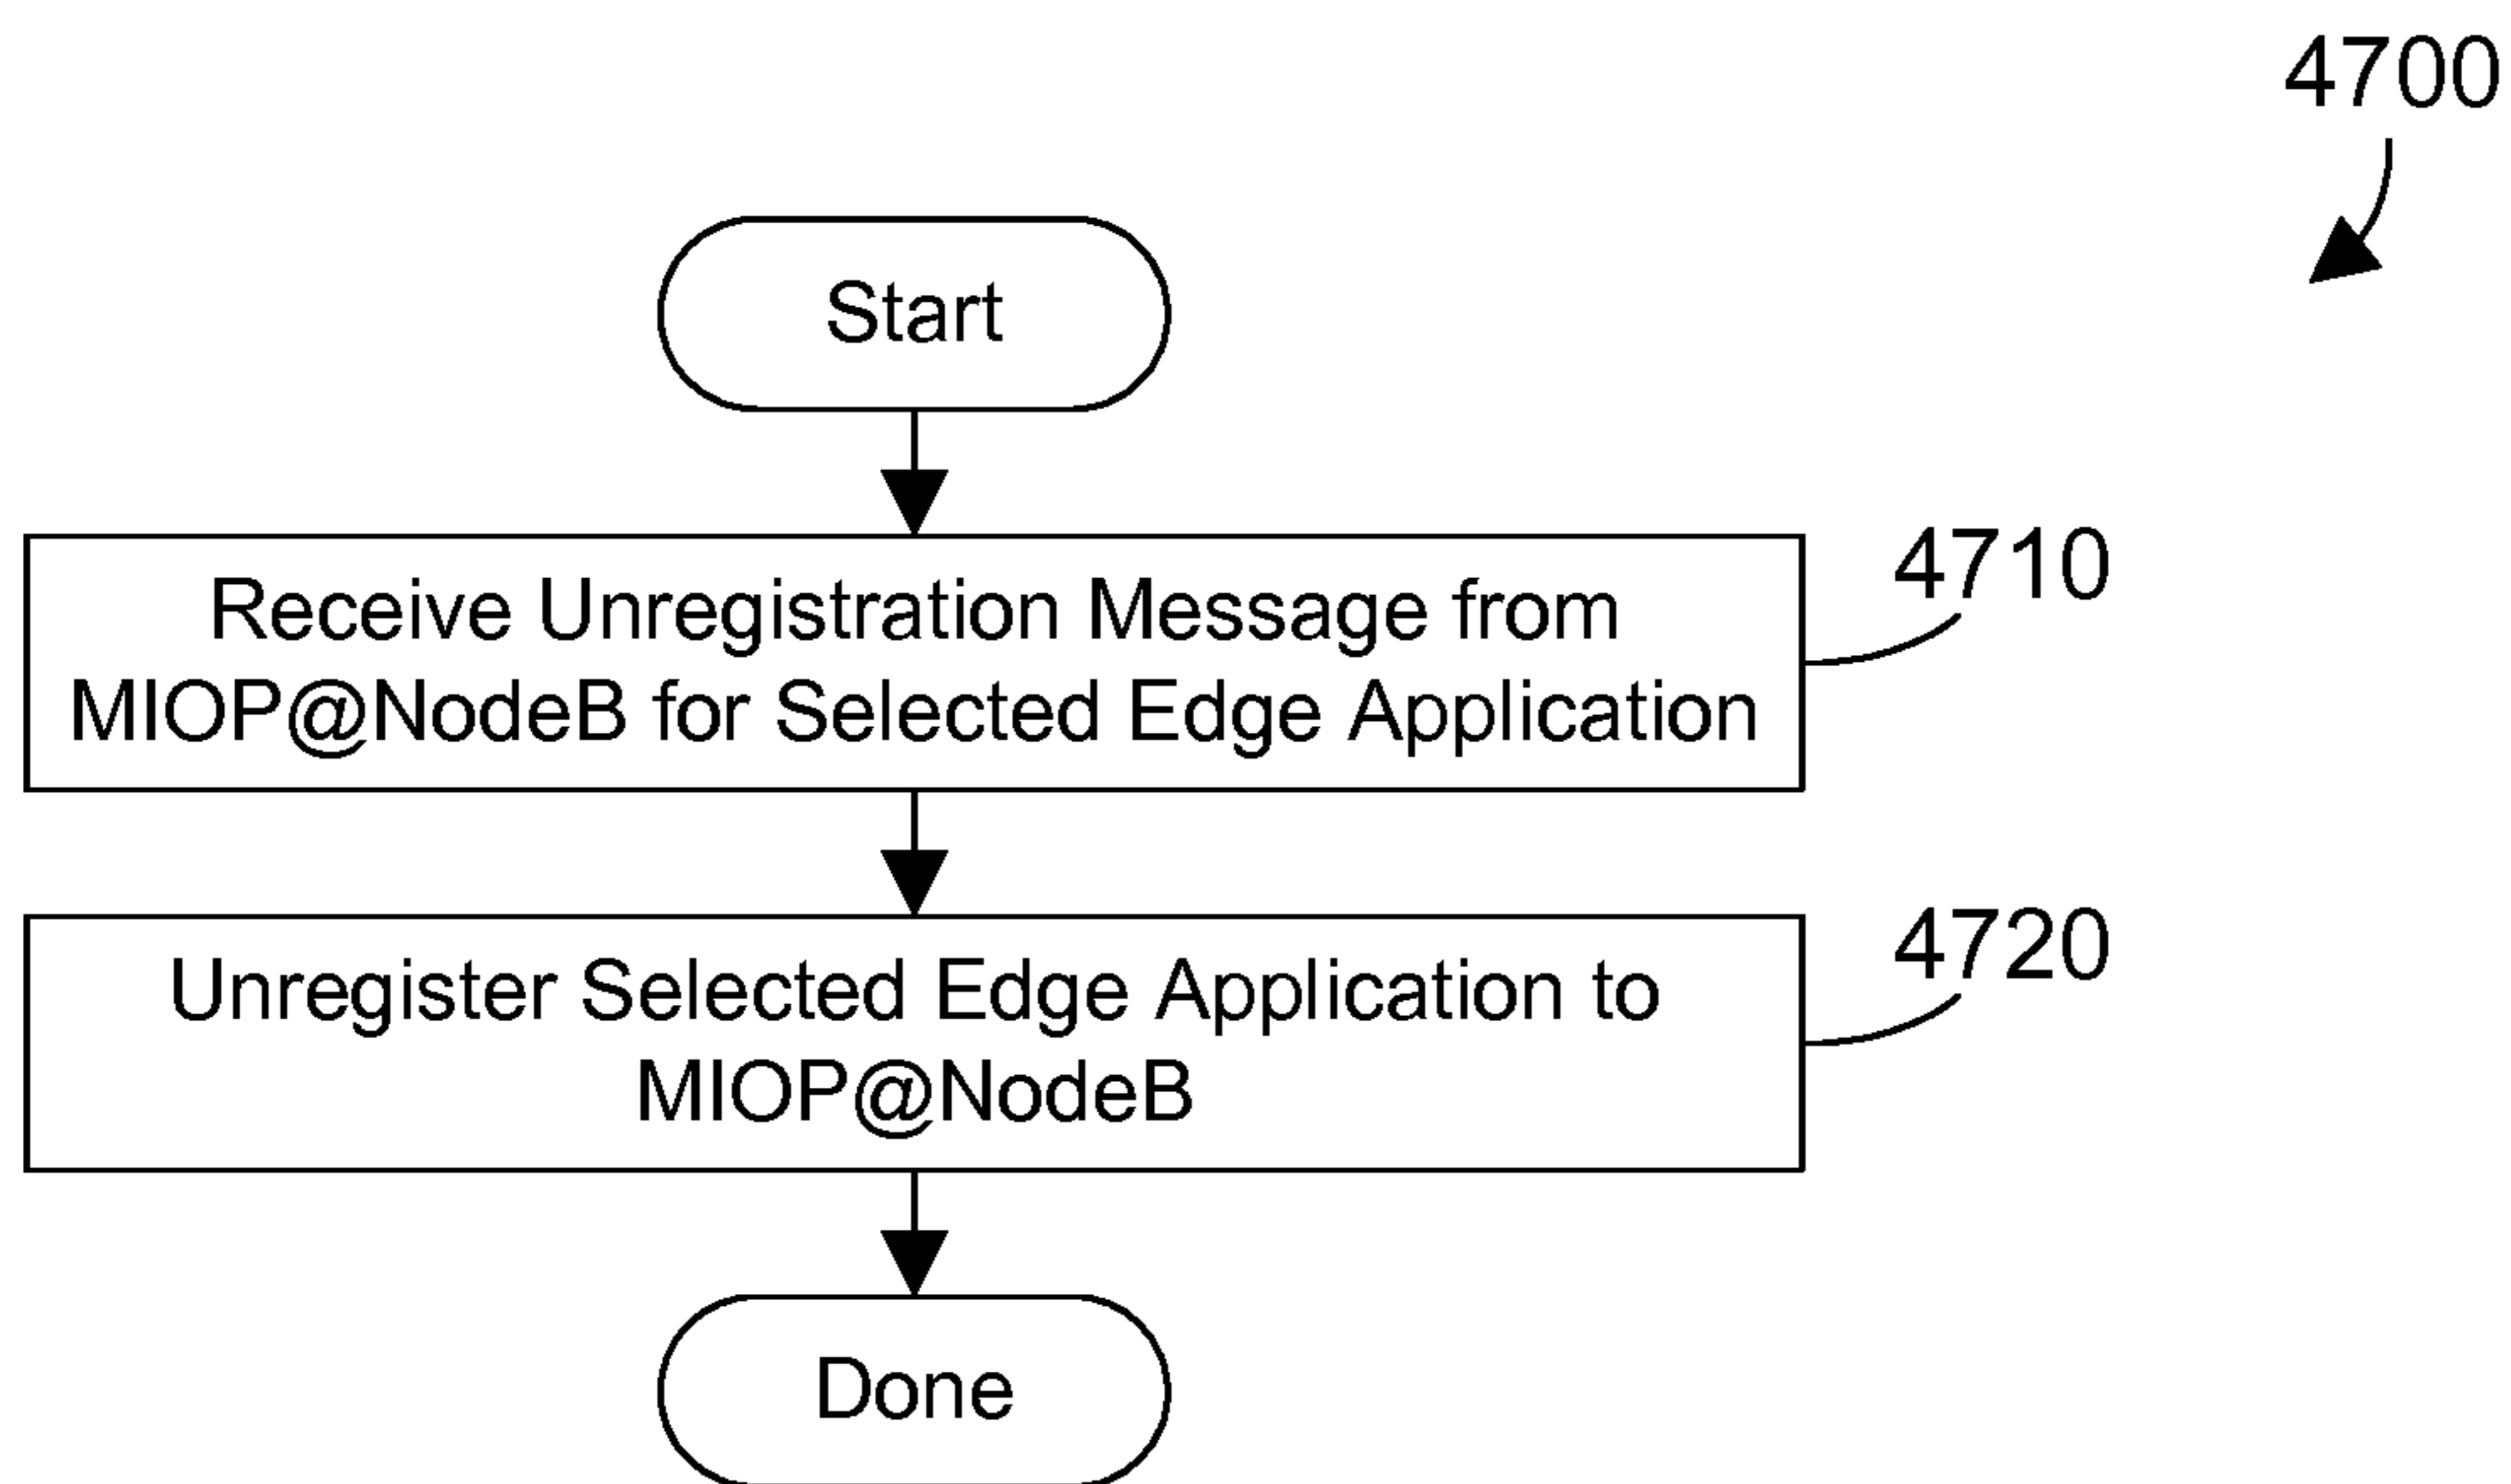 4700
Start
Receive Unregistration Message from
MIOP@NodeB for Selected Edge Application
4710
Unregister Selected Edge Application to
MIOP@NodeB
4720
Done